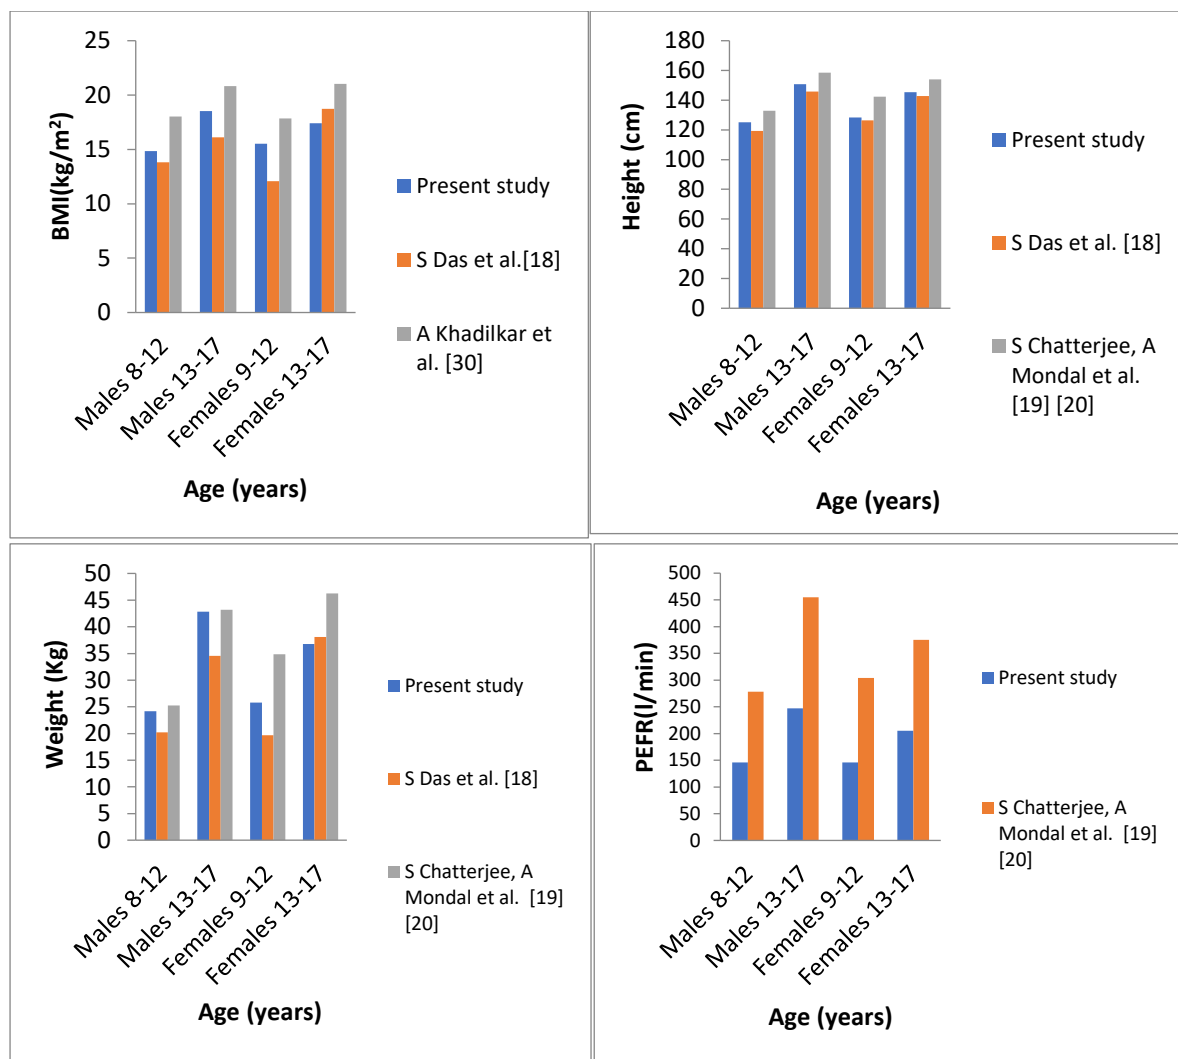 25
20
15
10
5
0
BMI(kg/m²)
Males 8-12
Males 13-17
Females 9-12
Females 13-17
Age (years)
Present study
S Das et al.[18]
A Khadilkar et
al. [30]
180
160
140
120
100
80
60
40
20
0
Height (cm)
Males 8-12
Males 13-17
Females 9-12
Females 13-17
Age (years)
Present study
S Das et al. [18]
S Chatterjee, A
Mondal et al.
[19] [20]
50
45
40
35
30
25
20
15
10
5
0
Weight (Kg)
Males 8-12
Males 13-17
Females 9-12
Females 13-17
Age (years)
Present study
S Das et al. [18]
S Chatterjee, A
Mondal et al. [19]
[20]
500
450
400
350
300
250
200
150
100
50
0
PEFR(l/min)
Males 8-12
Males 13-17
Females 9-12
Females 13-17
Age (years)
Present study
S Chatterjee, A
Mondal et al. [19]
[20]